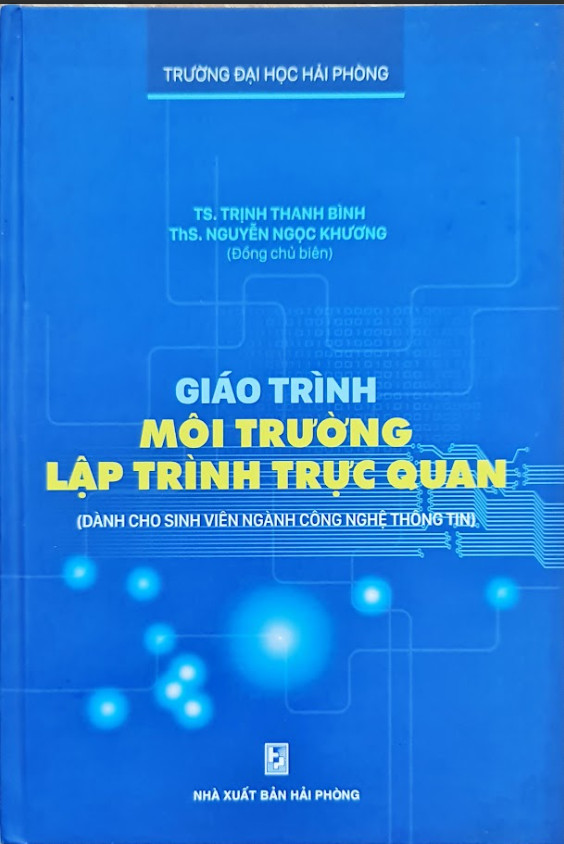 TRƯỜNG ĐẠI HỌC HẢI PHÒNG
TS. TRỊNH THANH BÌNH
ThS. NGUYỄN NGỌC KHƯƠNG
(Đồng chủ biên)
GIÁO TRÌNH
MÔI TRƯỜNG
LẬP TRÌNH TRỰC QUAN
(DÀNH CHO SINH VIÊN NGÀNH CÔNG NGHỆ THÔNG TIN)
NHÀ XUẤT BẢN HẢI PHÒNG